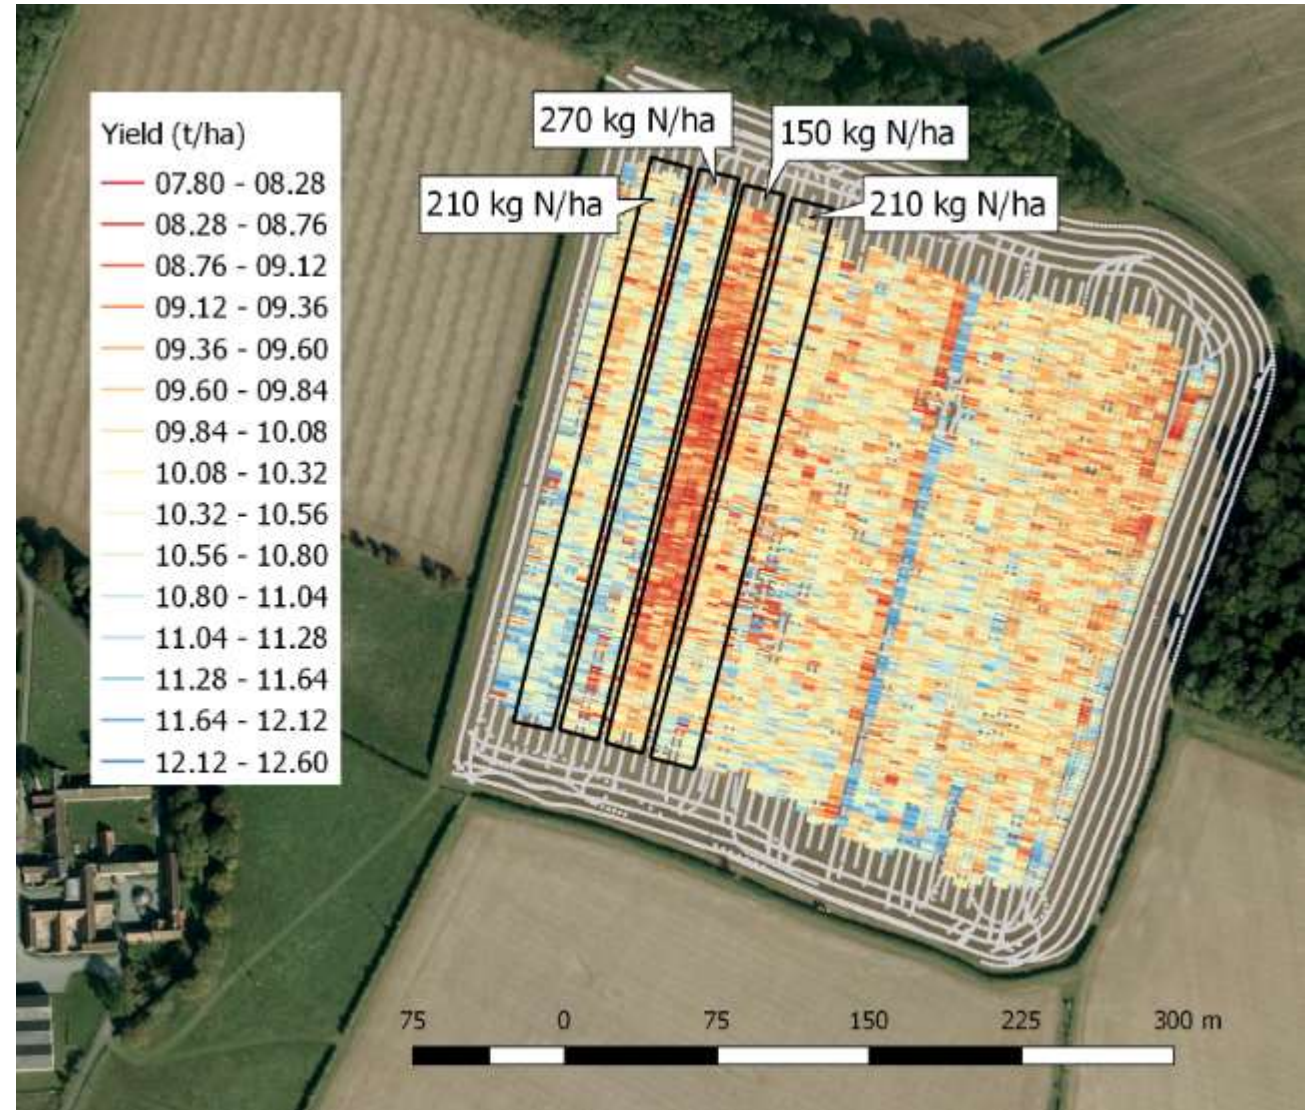 270 kg N/ha
150 kg N/ha
210 kg N/ha
210 kg N/ha
Yield (t/ha)
07.80 - 08.28
08.28 - 08.76
08.76 - 09.12
09.12 - 09.36
09.36 - 09.60
09.60 - 09.84
09.84 - 10.08
10.08 - 10.32
10.32 - 10.56
10.56 - 10.80
10.80 - 11.04
11.04 - 11.28
11.28 - 11.64
11.64 - 12.12
12.12 - 12.60
75 0 75 150 225 300 m